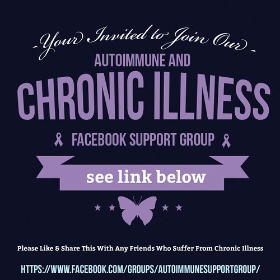 Your Invited to Join Our
AUTOIMMUNE AND
CHRONIC ILLNESS
FACEBOOK SUPPORT GROUP
see link below
Please Like & Share This With Any Friends Who Suffer From Chronic Illness
HTTPS://WWW.FACEBOOK.COM/GROUPS/AUTOIMMUNESUPPORTGROUP/